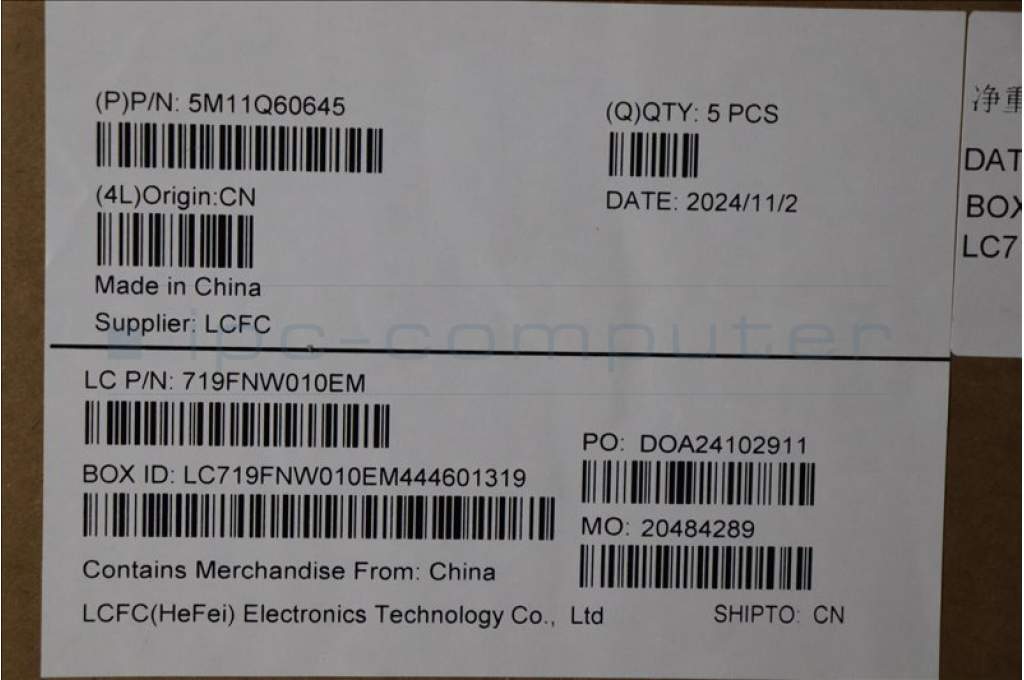 (P)P/N: 5M11Q60645
(Q)QTY: 5 PCS
(4L)Origin:CN
DATE: 2024/11/2
Made in China
Supplier: LCFC
ipc-computer
LC P/N: 719FNW010EM
PO: DOA24102911
BOX ID: LC719FNW010EM444601319
MO: 20484289
Contains Merchandise From: China
LCFC(HeFei) Electronics Technology Co., Ltd
SHIPTO: CN
净重
DAT
BOX
LC7